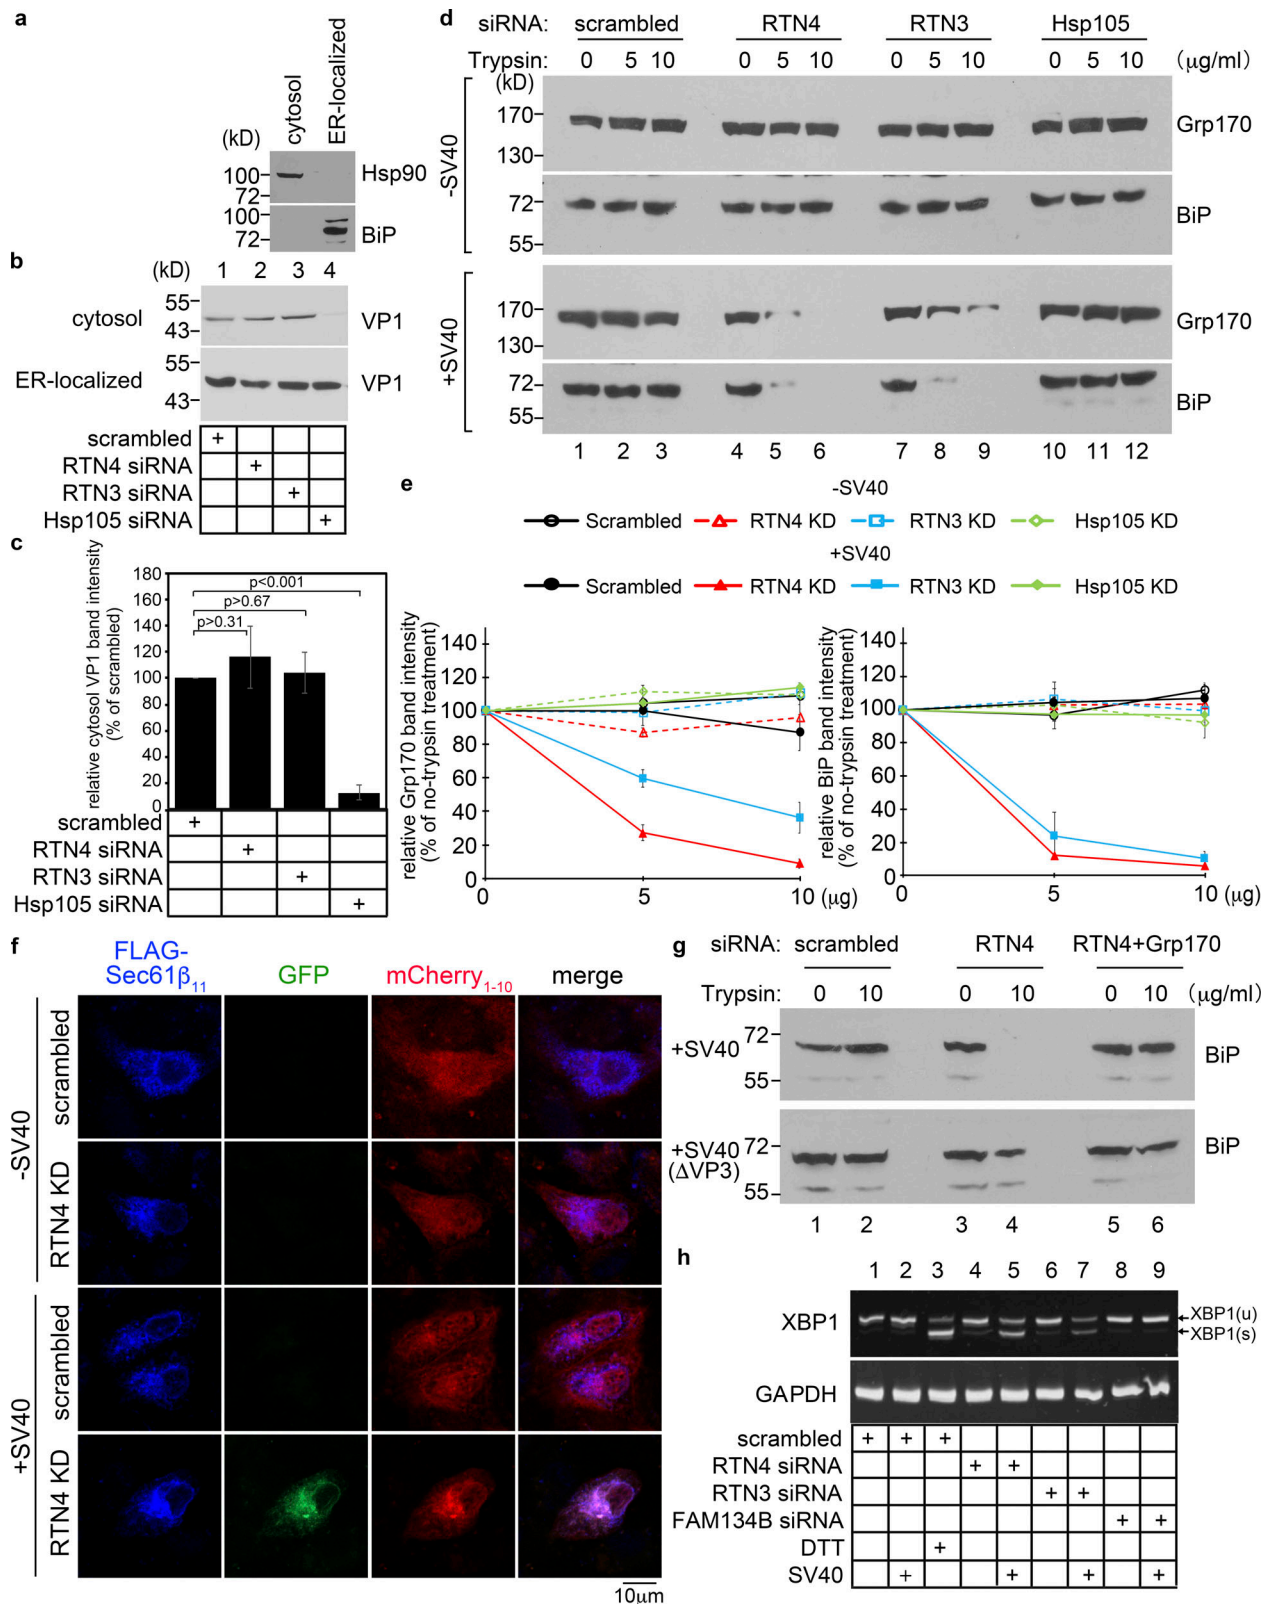 a
cytosol
ER-localized
(kD)
100
72
Hsp90
100
72
BiP
b
(kD) 1 2 3 4
cytosol
55
43
VP1
ER-localized
55
43
VP1
scrambled +
RTN4 siRNA +
RTN3 siRNA +
Hsp105 siRNA +
c
relative cytosol VP1 band intensity
(% of scrambled)
180
160
140
120
100
80
60
40
20
0
p<0.001
p>0.67
p>0.31
scrambled +
RTN4 siRNA +
RTN3 siRNA +
Hsp105 siRNA +
d
siRNA: scrambled RTN4 RTN3 Hsp105
Trypsin: 0 5 10 0 5 10 0 5 10 0 5 10 (μg/ml)
(kD)
-SV40
170
130
Grp170
72
55
BiP
+SV40
170
130
Grp170
72
55
BiP
1 2 3 4 5 6 7 8 9 10 11 12
e
-SV40
Scrambled RTN4 KD RTN3 KD Hsp105 KD
+SV40
Scrambled RTN4 KD RTN3 KD Hsp105 KD
relative Grp170 band intensity
(% of no-trypsin treatment)
140
120
100
80
60
40
20
0
0 5 10 (μg)
relative BiP band intensity
(% of no-trypsin treatment)
140
120
100
80
60
40
20
0
0 5 10 (μg)
f
FLAG-
Sec61β11 GFP mCherry1-10 merge
-SV40
scrambled
RTN4 KD
+SV40
scrambled
RTN4 KD
10μm
g
siRNA: scrambled RTN4 RTN4+Grp170
Trypsin: 0 10 0 10 0 10 (μg/ml)
+SV40
72
55
BiP
+SV40
(ΔVP3)
72
55
BiP
1 2 3 4 5 6
h
1 2 3 4 5 6 7 8 9
XBP1
XBP1(u)
XBP1(s)
GAPDH
scrambled + + +
RTN4 siRNA + +
RTN3 siRNA + +
FAM134B siRNA + +
DTT +
SV40 + + + +